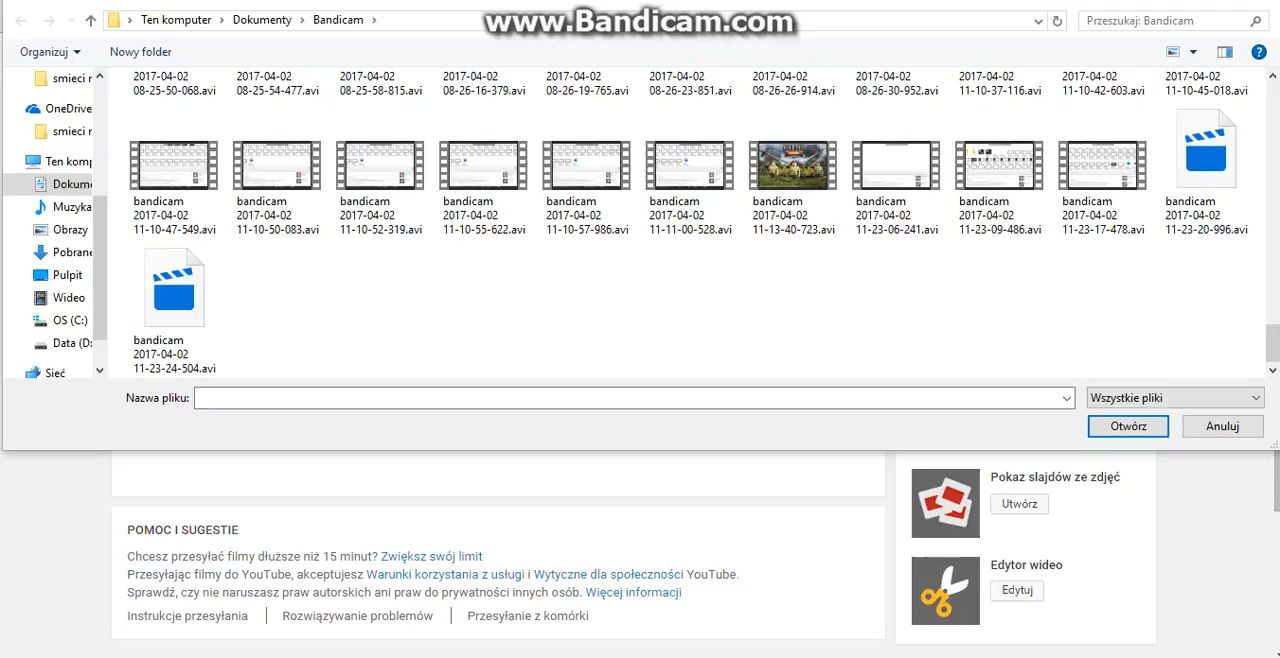 www.Bandicam.com
Ten komputer > Dokumenty > Bandicam >
Przeszukaj: Bandicam
Organizuj
Nowy folder
smieci r
OneDrive
smieci r
Ten komp
Dokume
Muzyka
Obrazy
Pobrane
Pulpit
Wideo
OS (C:)
Data (D:
Sieć
2017-04-02 2017-04-02 2017-04-02 2017-04-02 2017-04-02 2017-04-02 2017-04-02 2017-04-02 2017-04-02 2017-04-02 2017-04-02
08-25-50-068.avi 08-25-54-477.avi 08-25-58-815.avi 08-26-16-379.avi 08-26-19-765.avi 08-26-23-851.avi 08-26-26-914.avi 08-26-30-952.avi 11-10-37-116.avi 11-10-42-603.avi 11-10-45-018.avi
bandicam bandicam bandicam bandicam bandicam bandicam bandicam bandicam bandicam bandicam bandicam
2017-04-02 2017-04-02 2017-04-02 2017-04-02 2017-04-02 2017-04-02 2017-04-02 2017-04-02 2017-04-02 2017-04-02 2017-04-02
11-10-47-549.avi 11-10-50-083.avi 11-10-52-319.avi 11-10-55-622.avi 11-10-57-986.avi 11-11-00-528.avi 11-13-40-723.avi 11-23-06-241.avi 11-23-09-486.avi 11-23-17-478.avi 11-23-20-996.avi
bandicam
2017-04-02
11-23-24-504.avi
Nazwa pliku:
Wszystkie pliki
Otwórz
Anuluj
POMOC I SUGESTIE
Chcesz przesyłać filmy dłuższe niż 15 minut? Zwiększ swój limit
Przesyłając filmy do YouTube, akceptujesz Warunki korzystania z usługi i Wytyczne dla społeczności YouTube.
Sprawdź, czy nie naruszasz praw autorskich ani praw do prywatności innych osób. Więcej informacji
Instrukcje przesyłania
Rozwiązywanie problemów
Przesyłanie z komórki
Pokaz slajdów ze zdjęć
Utwórz
Edytor wideo
Edytuj